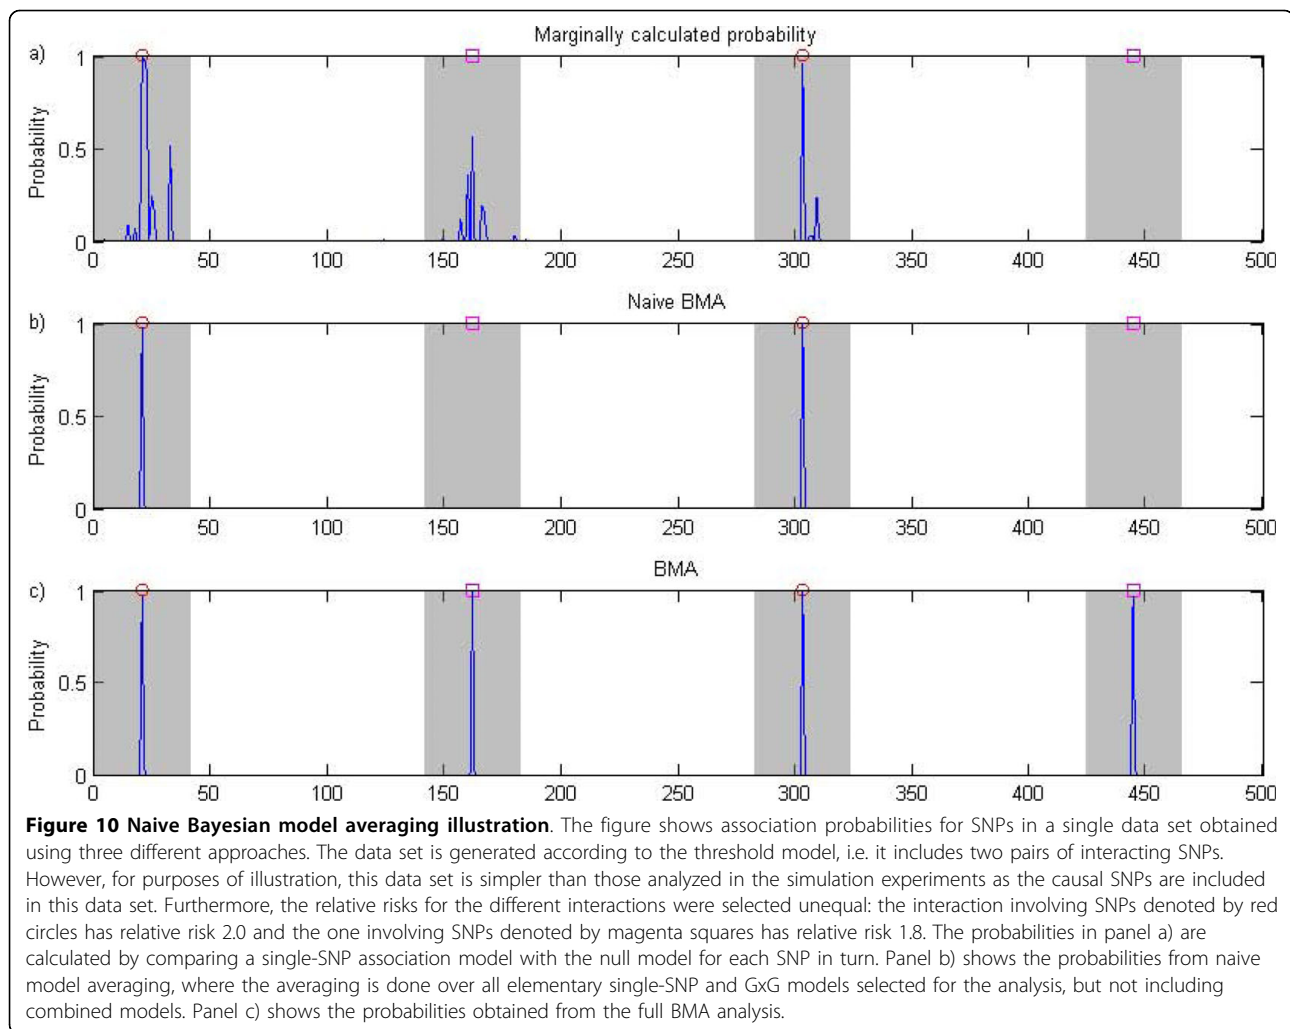 Marginally calculated probability
a)
1
0.5
0
Probability
0 50 100 150 200 250 300 350 400 450 500
Naive BMA
b)
1
0.5
0
Probability
0 50 100 150 200 250 300 350 400 450 500
BMA
c)
1
0.5
0
Probability
0 50 100 150 200 250 300 350 400 450 500
Figure 10 Naive Bayesian model averaging illustration. The figure shows association probabilities for SNPs in a single data set obtained
using three different approaches. The data set is generated according to the threshold model, i.e. it includes two pairs of interacting SNPs.
However, for purposes of illustration, this data set is simpler than those analyzed in the simulation experiments as the causal SNPs are included
in this data set. Furthermore, the relative risks for the different interactions were selected unequal: the interaction involving SNPs denoted by red
circles has relative risk 2.0 and the one involving SNPs denoted by magenta squares has relative risk 1.8. The probabilities in panel a) are
calculated by comparing a single-SNP association model with the null model for each SNP in turn. Panel b) shows the probabilities from naive
model averaging, where the averaging is done over all elementary single-SNP and GxG models selected for the analysis, but not including
combined models. Panel c) shows the probabilities obtained from the full BMA analysis.